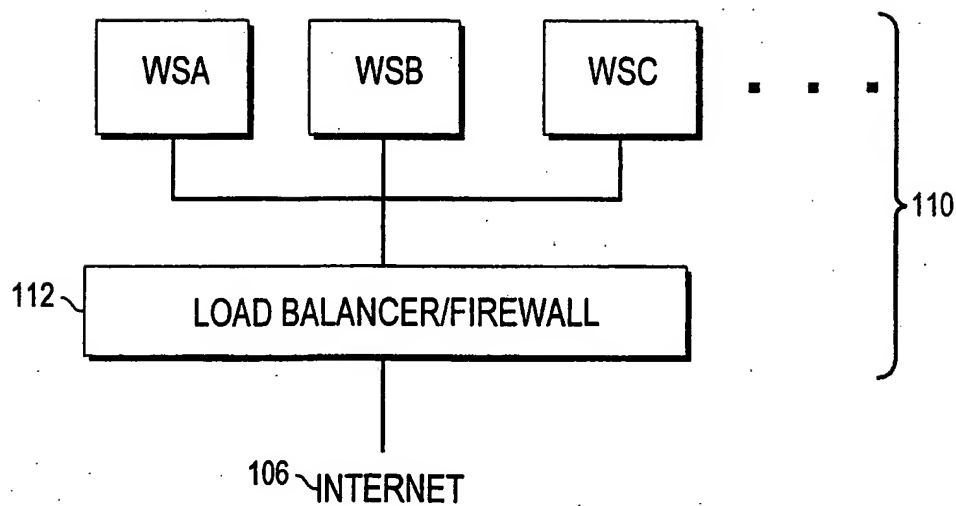 WSA WSB WSC
110
112 LOAD BALANCER/FIREWALL
106 INTERNET